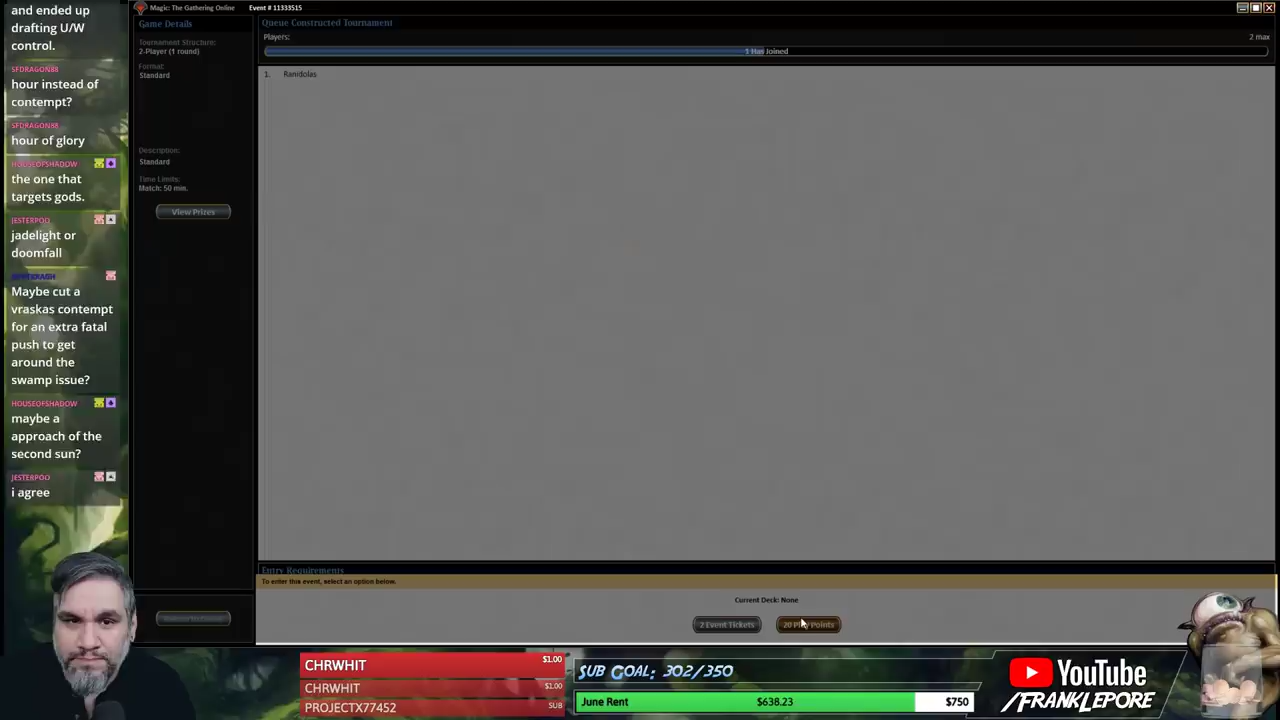 and ended up
drafting U/W
control.
SFDRAGON88
hour instead of
contempt?
SFDRAGON88
hour of glory
HOUSEOFSHADOW
the one that
targets gods.
JESTERPOO
jadelight or
doomfall
Maybe cut a
vraskas contempt
for an extra fatal
push to get
around the
swamp issue?
HOUSEOFSHADOW
maybe a
approach of the
second sun?
JESTERPOO
i agree
Magic: The Gathering Online Event # 11333515
Game Details
Tournament Structure:
2-Player (1 round)
Format:
Standard
Description:
Standard
Time Limits:
Match: 50 min.
View Prizes
Queue Constructed Tournament
Players: 2 max
1 Has Joined
1. Ranidolas
Entry Requirements
To enter this event, select an option below.
Current Deck: None
2 Event Tickets 20 Play Points
CHRWHIT $1.00
CHRWHIT $1.00
PROJECTX77452 SUB
SUB GOAL: 302/350
June Rent $638.23 $750
YouTube
/FRANKLEPORE